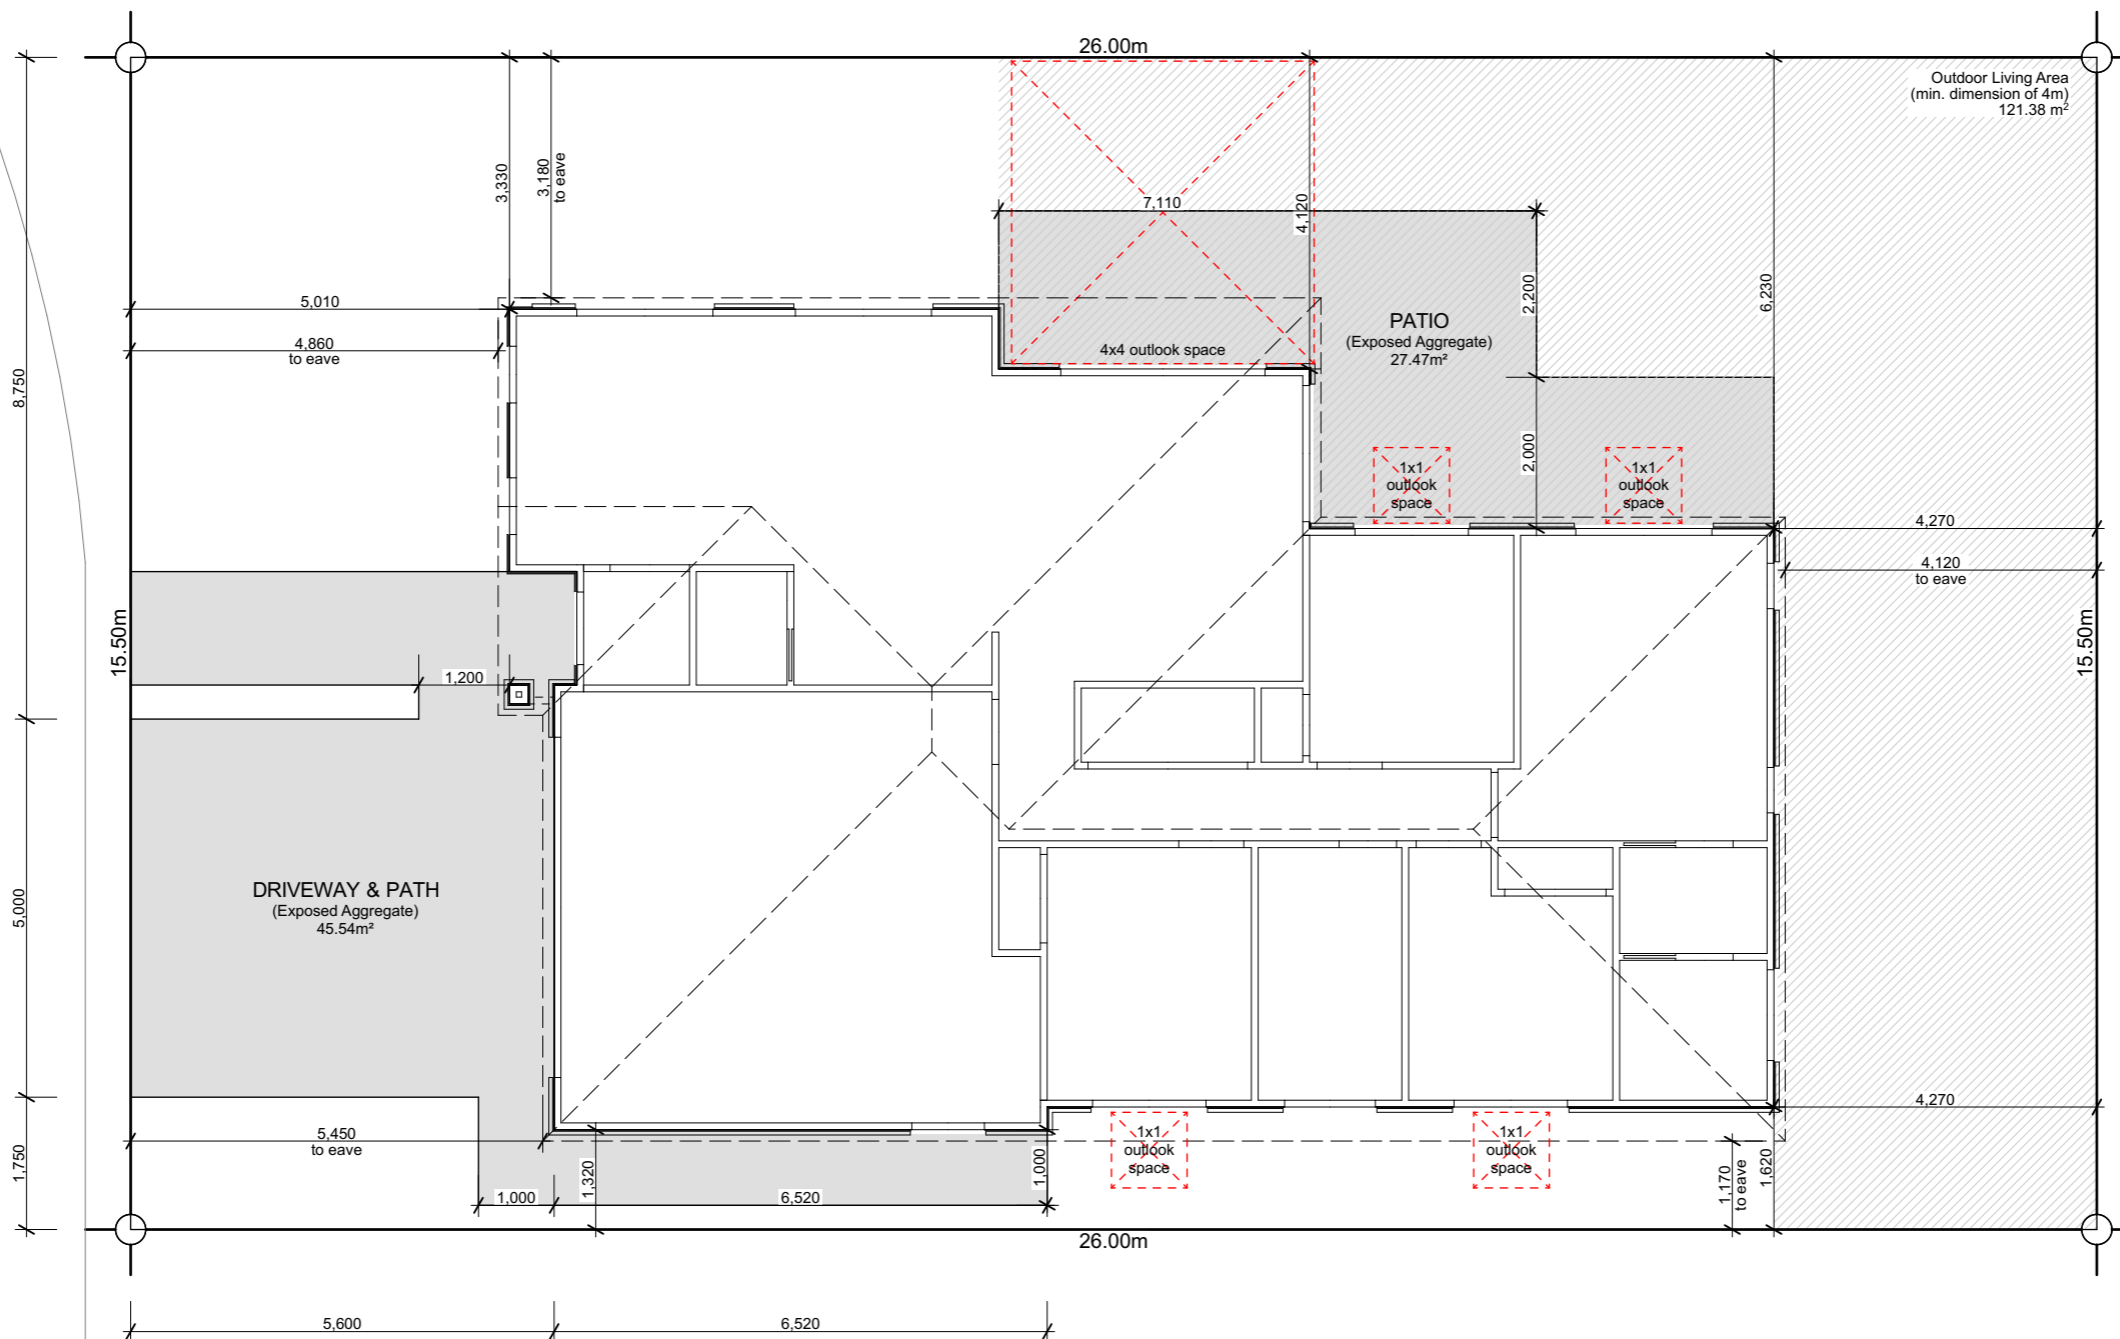 26.00m
Outdoor Living Area
(min. dimension of 4m)
121.38 m²
3,330
3,180
to eave
7,110
4,120
2,200
6,230
5,010
4,860
to eave
PATIO
(Exposed Aggregate)
27.47m²
4x4 outlook space
8,750
2,000
1x1
outlook
space
1x1
outlook
space
4,270
4,120
to eave
15.50m
15.50m
1,200
5,000
DRIVEWAY & PATH
(Exposed Aggregate)
45.54m²
4,270
5,450
to eave
1,750
1,320
1,000
1x1
outlook
space
1x1
outlook
space
1,170
to eave
1,620
1,000
6,520
26.00m
5,600
6,520